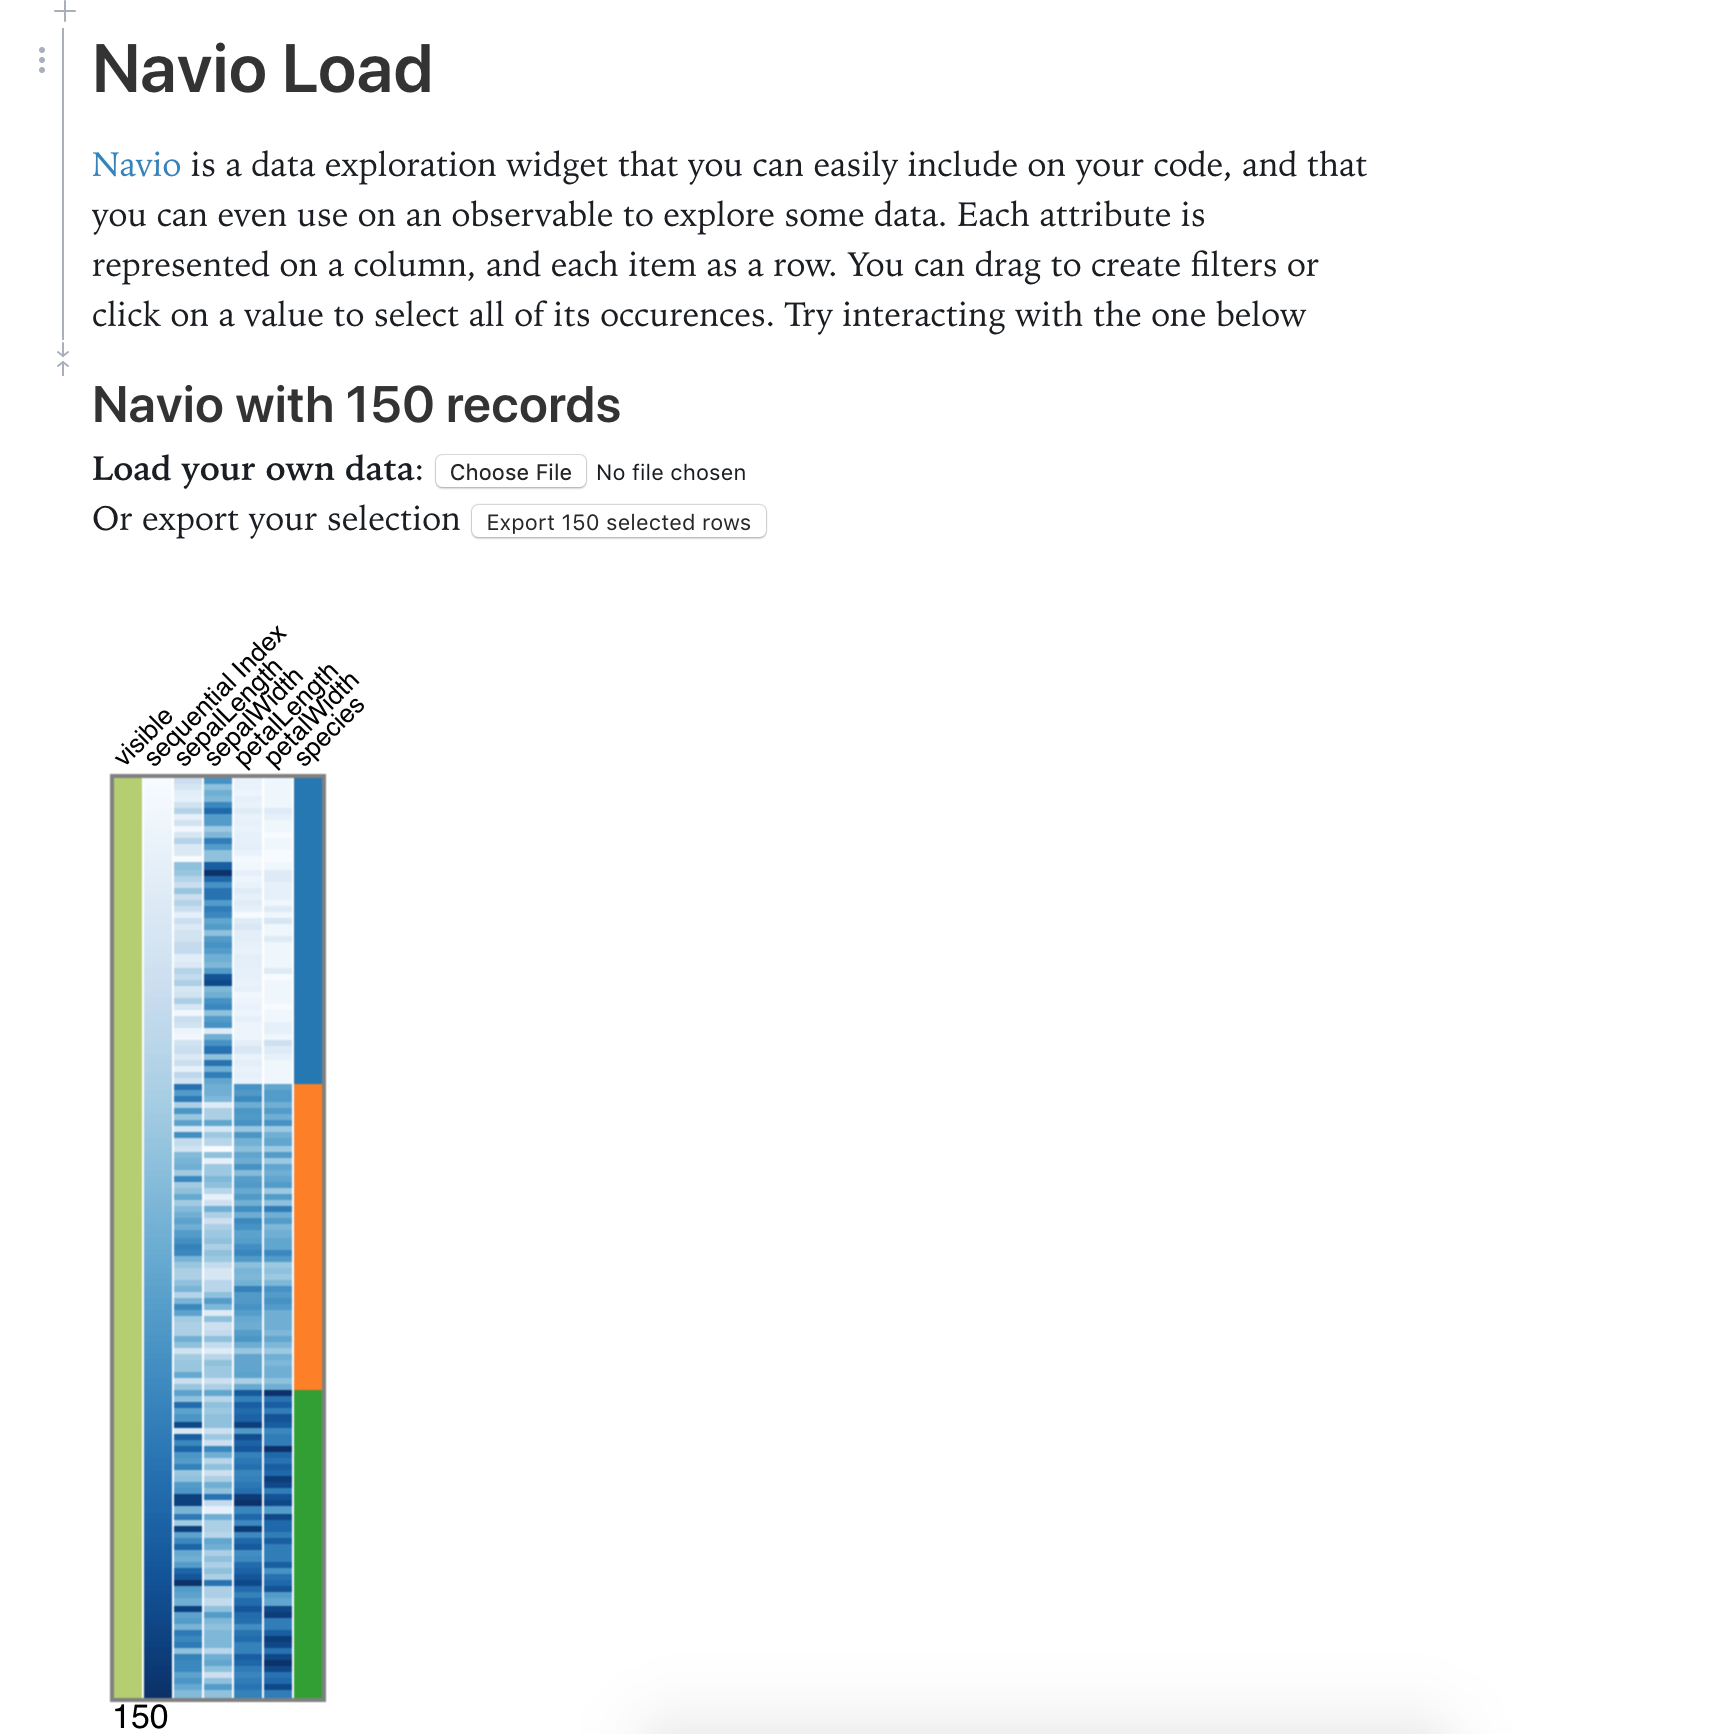 Navio Load
Navio is a data exploration widget that you can easily include on your code, and that
you can even use on an observable to explore some data. Each attribute is
represented on a column, and each item as a row. You can drag to create filters or
click on a value to select all of its occurences. Try interacting with the one below
Navio with 150 records
Load your own data: Choose File No file chosen
Or export your selection Export 150 selected rows
visible
sequential Index
sepalLength
sepalWidth
petalLength
petalWidth
species
150